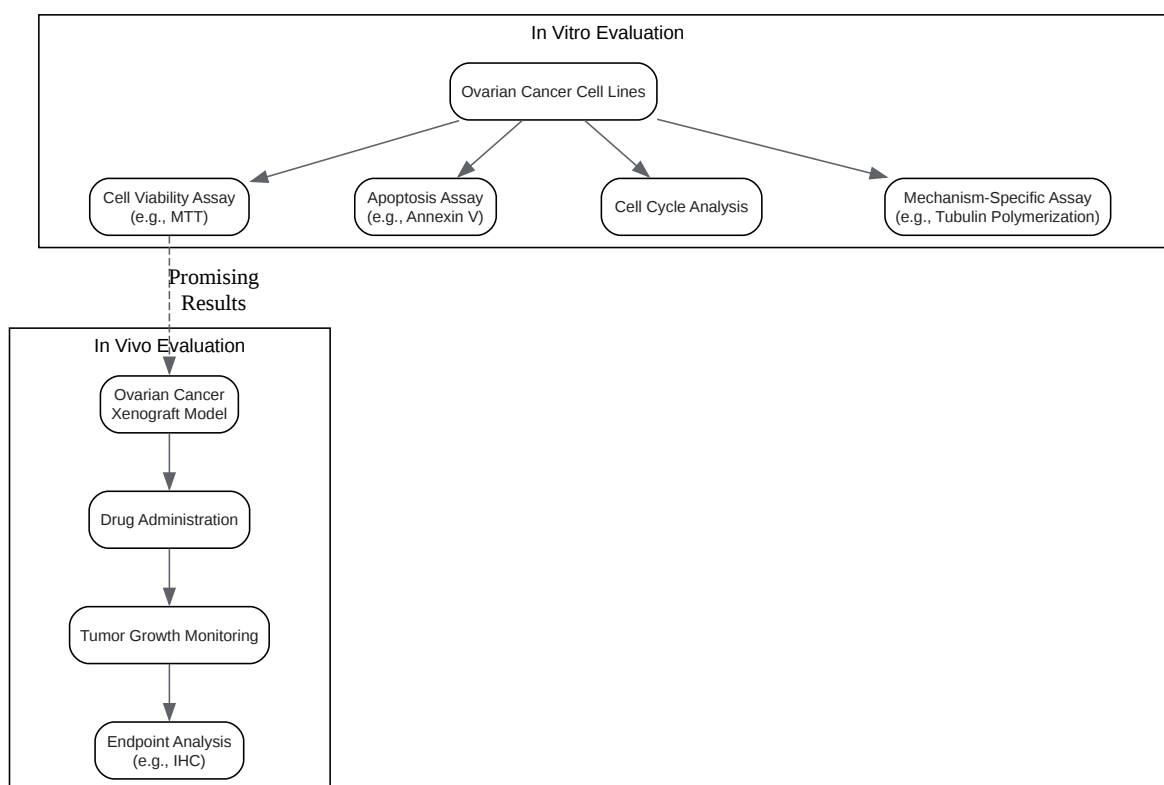 In Vitro Evaluation
Ovarian Cancer Cell Lines
Cell Viability Assay
(e.g., MTT)
Apoptosis Assay
(e.g., Annexin V)
Cell Cycle Analysis
Mechanism-Specific Assay
(e.g., Tubulin Polymerization)
Promising
Results
In Vivo Evaluation
Ovarian Cancer
Xenograft Model
Drug Administration
Tumor Growth Monitoring
Endpoint Analysis
(e.g., IHC)